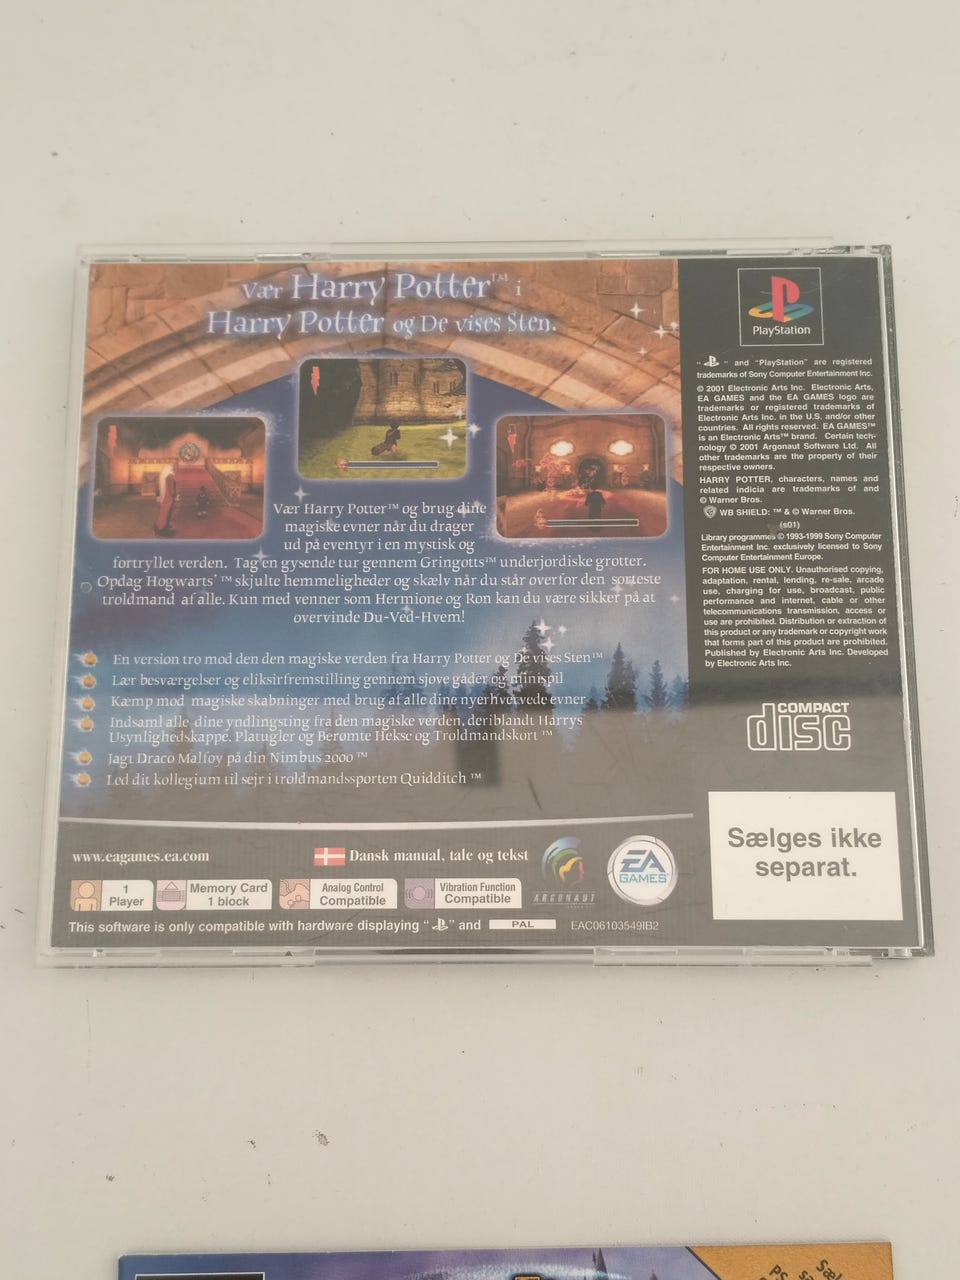 Vær Harry Potter™ i
Harry Potter og De vises Sten.
Vær Harry Potter™ og brug dine
magiske evner når du drager
ud på eventyr i en mystisk og
fortryllet verden. Tag en gysende tur gennem Gringotts™ underjordiske grotter.
Opdag Hogwarts'™ skjulte hemmeligheder og skælv når du står overfor den sorteste
troldmand af alle. Kun med venner som Hermione og Ron kan du være sikker på at
overvinde Du-Ved-Hvem!
En version tro mod den den magiske verden fra Harry Potter og De vises Sten™
Lær besværgelser og eliksirfremstilling gennem sjove gåder og minispil
Kæmp mod magiske skabninger med brug af alle dine nyerhvervede evner
Indsaml alle dine yndlingsting fra den magiske verden, deriblandt Harrys
Usynlighedskappe, Platugler og Berømte Hekse og Troldmandskort™
Jagt Draco Malfoy på din Nimbus 2000™
Led dit kollegium til sejr i troldmandssporten Quidditch™
www.eagames.ea.com
Dansk manual, tale og tekst
ARGONAUT
EA
GAMES™
1
Player
Memory Card
1 block
Analog Control
Compatible
Vibration Function
Compatible
This software is only compatible with hardware displaying " " and PAL
EAC06103549IB2
PlayStation
" " and "PlayStation" are registered
trademarks of Sony Computer Entertainment Inc.
© 2001 Electronic Arts Inc. Electronic Arts,
EA GAMES and the EA GAMES logo are
trademarks or registered trademarks of
Electronic Arts Inc. in the U.S. and/or other
countries. All rights reserved. EA GAMES™
is an Electronic Arts™ brand. Certain tech-
nology © 2001 Argonaut Software Ltd. All
other trademarks are the property of their
respective owners.
HARRY POTTER, characters, names and
related indicia are trademarks of and
© Warner Bros.
WB SHIELD: ™ & © Warner Bros.
(s01)
Library programmes © 1993-1999 Sony Computer
Entertainment Inc. exclusively licensed to Sony
Computer Entertainment Europe.
FOR HOME USE ONLY. Unauthorised copying,
adaptation, rental, lending, re-sale, arcade
use, charging for use, broadcast, public
performance and internet, cable or other
telecommunications transmission, access or
use are prohibited. Distribution or extraction of
this product or any trademark or copyright work
that forms part of this product are prohibited.
Published by Electronic Arts Inc. Developed
by Electronic Arts Inc.
COMPACT
disc
Sælges ikke
separat.